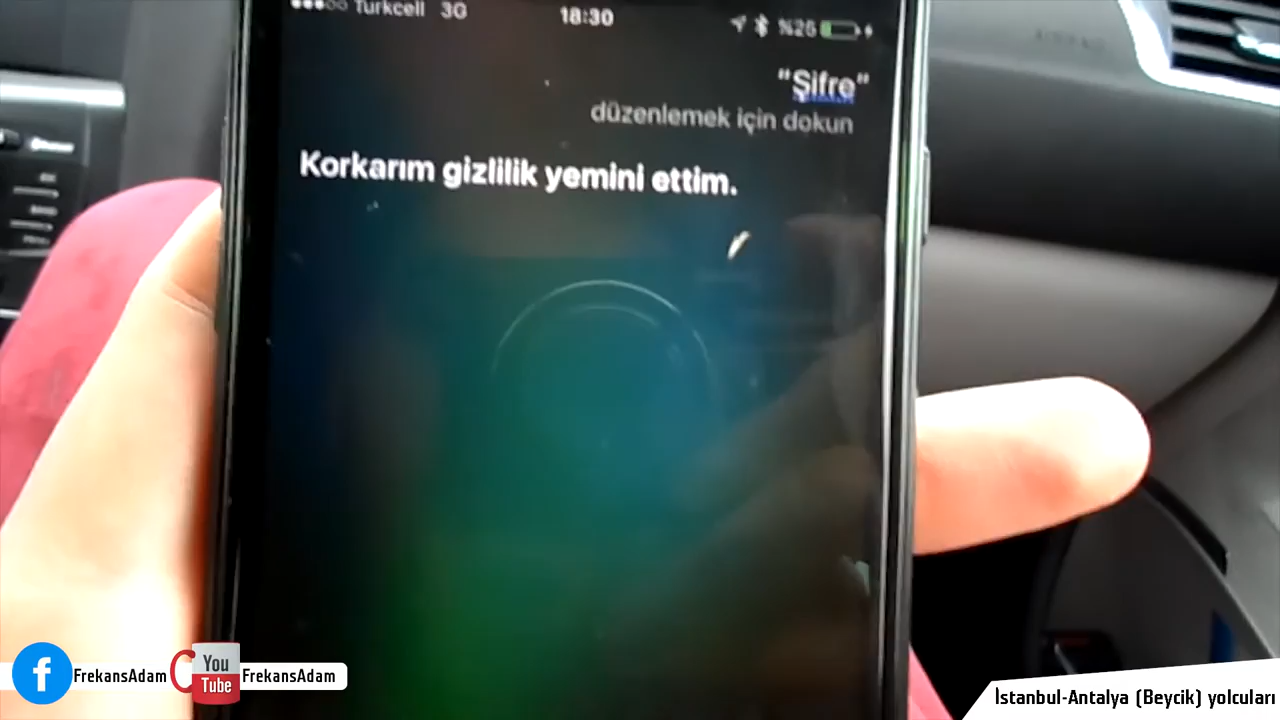 Turkcell 3G 18:30 %25
"Şifre"
düzenlemek için dokun
Korkarım gizlilik yemini ettim.
f FrekansAdam You Tube FrekansAdam
İstanbul-Antalya (Beycik) yolcuları